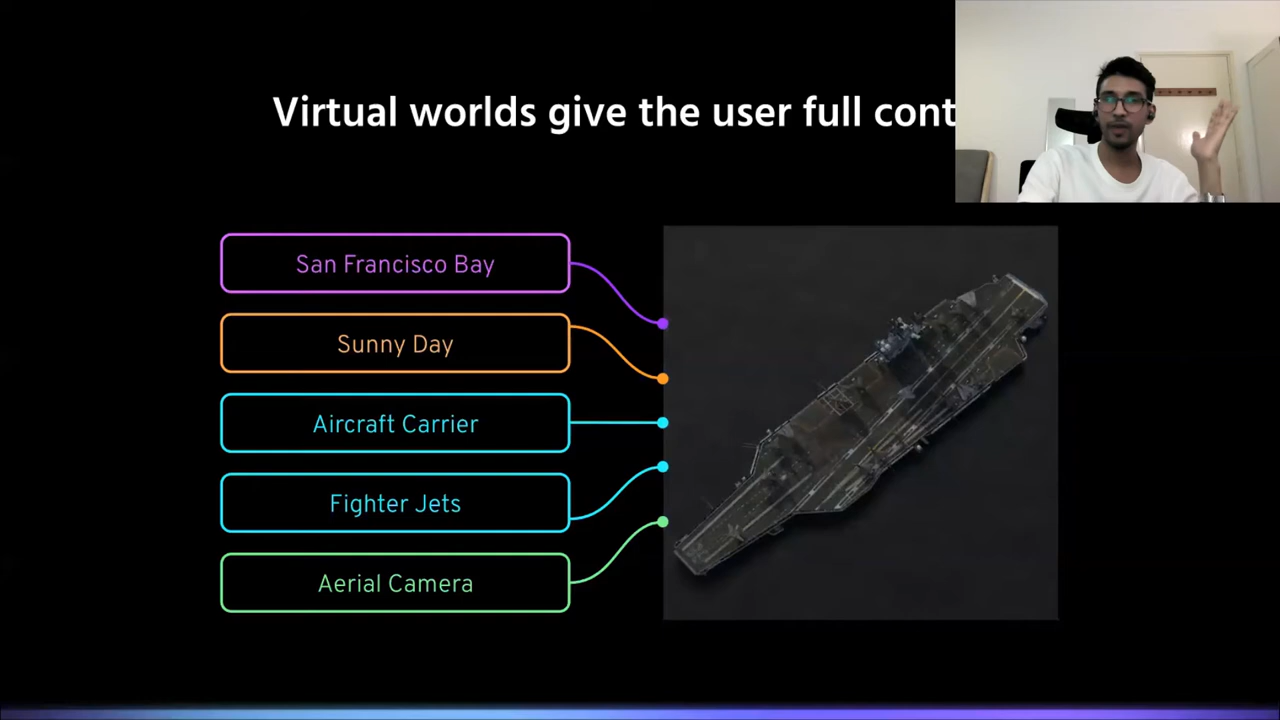 Virtual worlds give the user full cont
San Francisco Bay
Sunny Day
Aircraft Carrier
Fighter Jets
Aerial Camera